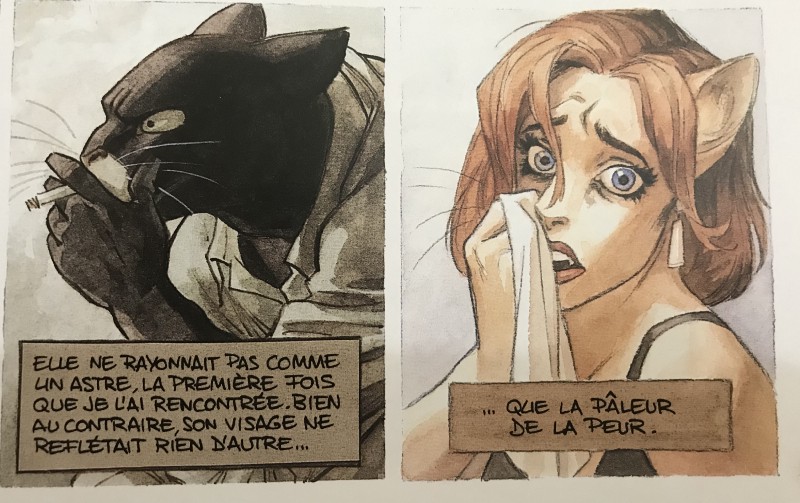 ELLE NE RAYONNAIT PAS COMME
UN ASTRE, LA PREMIÈRE FOIS
QUE JE L'AI RENCONTRÉE. BIEN
AU CONTRAIRE, SON VISAGE NE
REFLÉTAIT RIEN D'AUTRE...
... QUE LA PÂLEUR
DE LA PEUR.